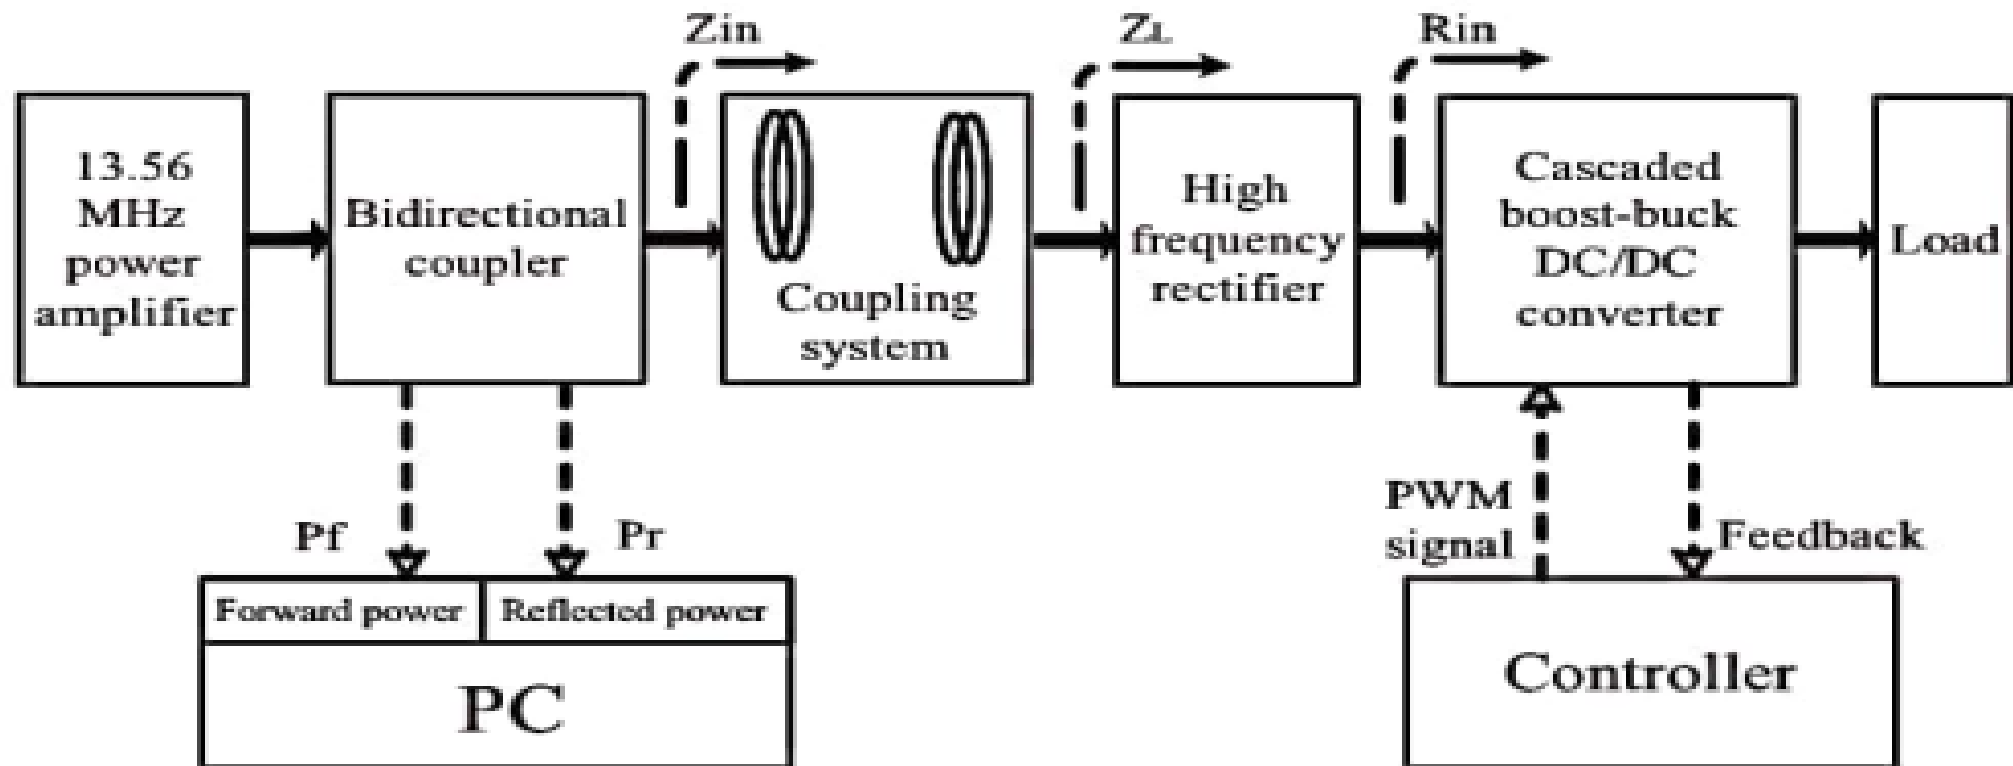 Zin
ZL
Rin
13.56
MHz
power
amplifier
Bidirectional
coupler
Coupling
system
High
frequency
rectifier
Cascaded
boost-buck
DC/DC
converter
Load
Pf
Pr
PWM
signal
Feedback
Forward power
Reflected power
PC
Controller